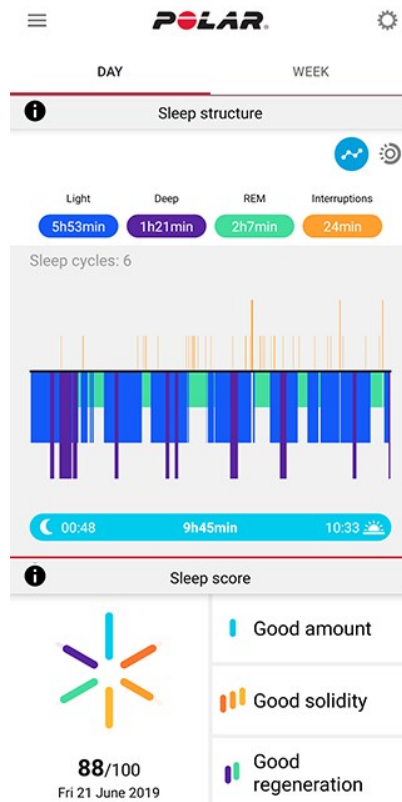 POLAR.
DAY
WEEK
Sleep structure
Light
Deep
REM
Interruptions
5h53min
1h21min
2h7min
24min
Sleep cycles: 6
00:48
9h45min
10:33
Sleep score
Good amount
Good solidity
88/100
Fri 21 June 2019
Good
regeneration